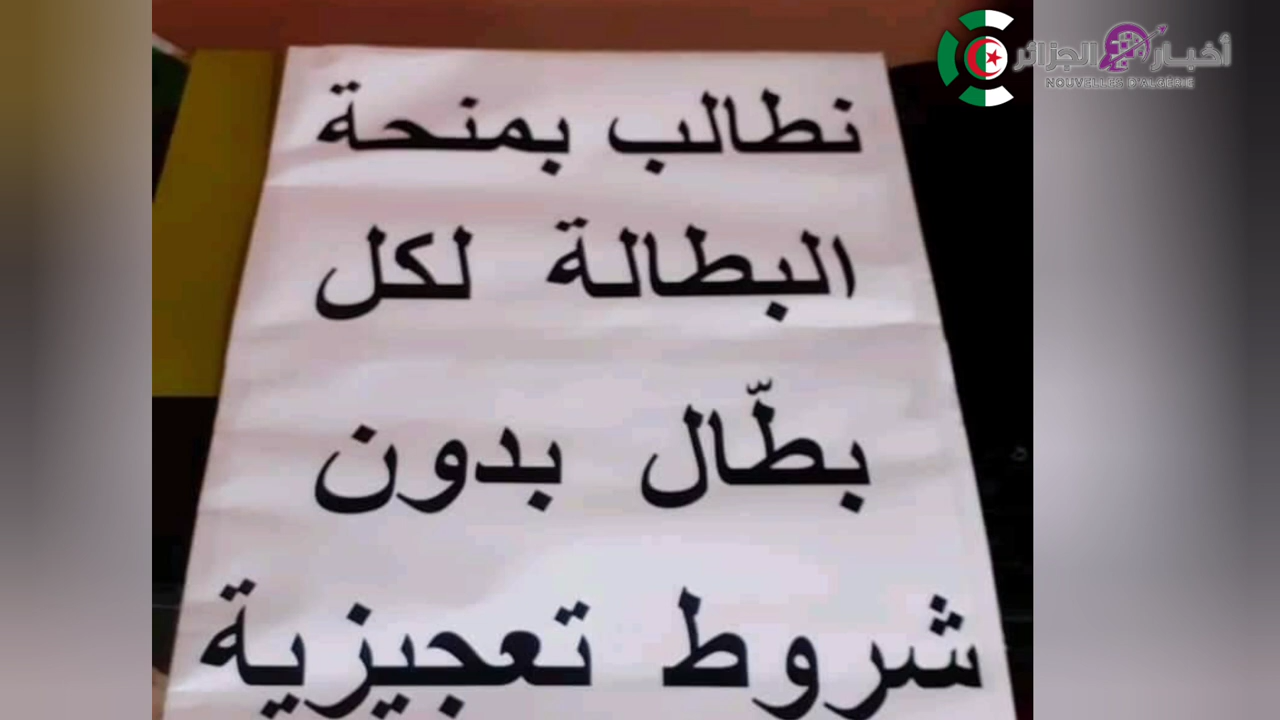 أخبار الجزائر
NOUVELLES D'ALGERIE
نطالب بمنحة
البطالة لكل
بطّال بدون
شروط تعجيزية